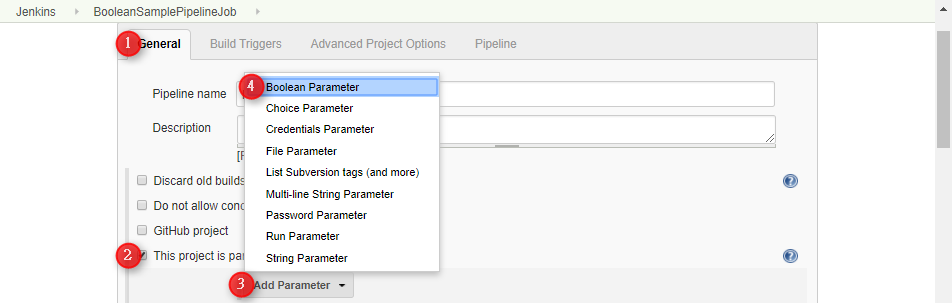 Jenkins BooleanSamplePipelineJob
1 General Build Triggers Advanced Project Options Pipeline
4 Boolean Parameter
Pipeline name
Choice Parameter
Description
Credentials Parameter
File Parameter
List Subversion tags (and more)
Discard old builds
Multi-line String Parameter
Do not allow conc
Password Parameter
GitHub project
Run Parameter
2 This project is par
String Parameter
3 Add Parameter